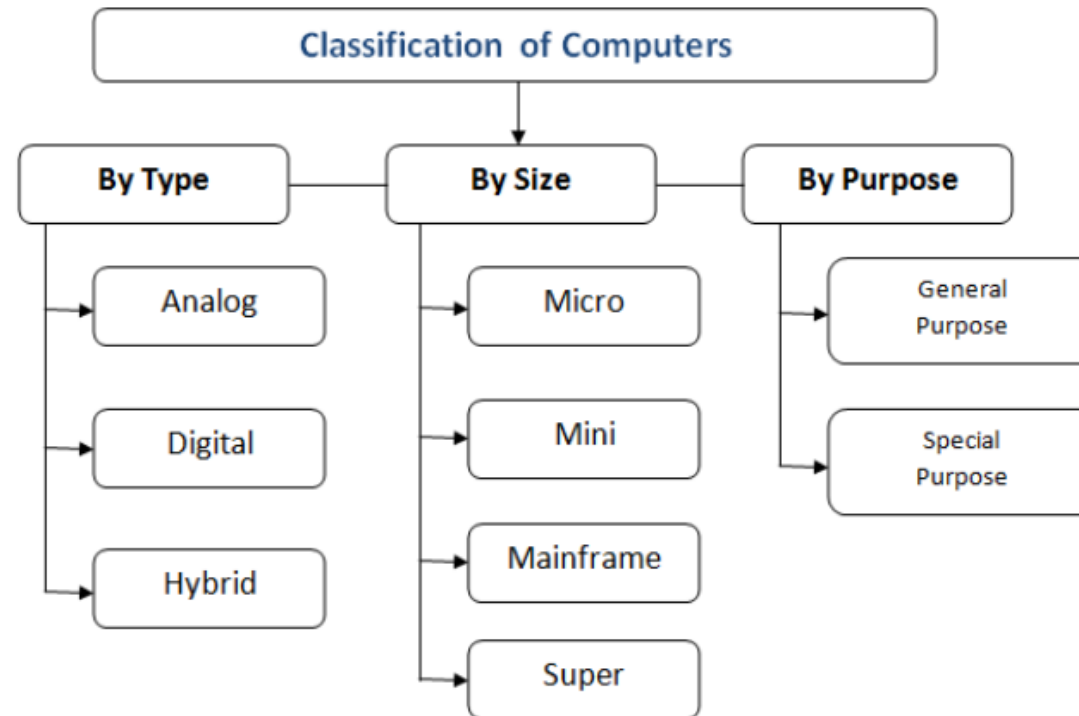 Classification of Computers
By Type
By Size
By Purpose
Analog
Digital
Hybrid
Micro
Mini
Mainframe
Super
General
Purpose
Special
Purpose